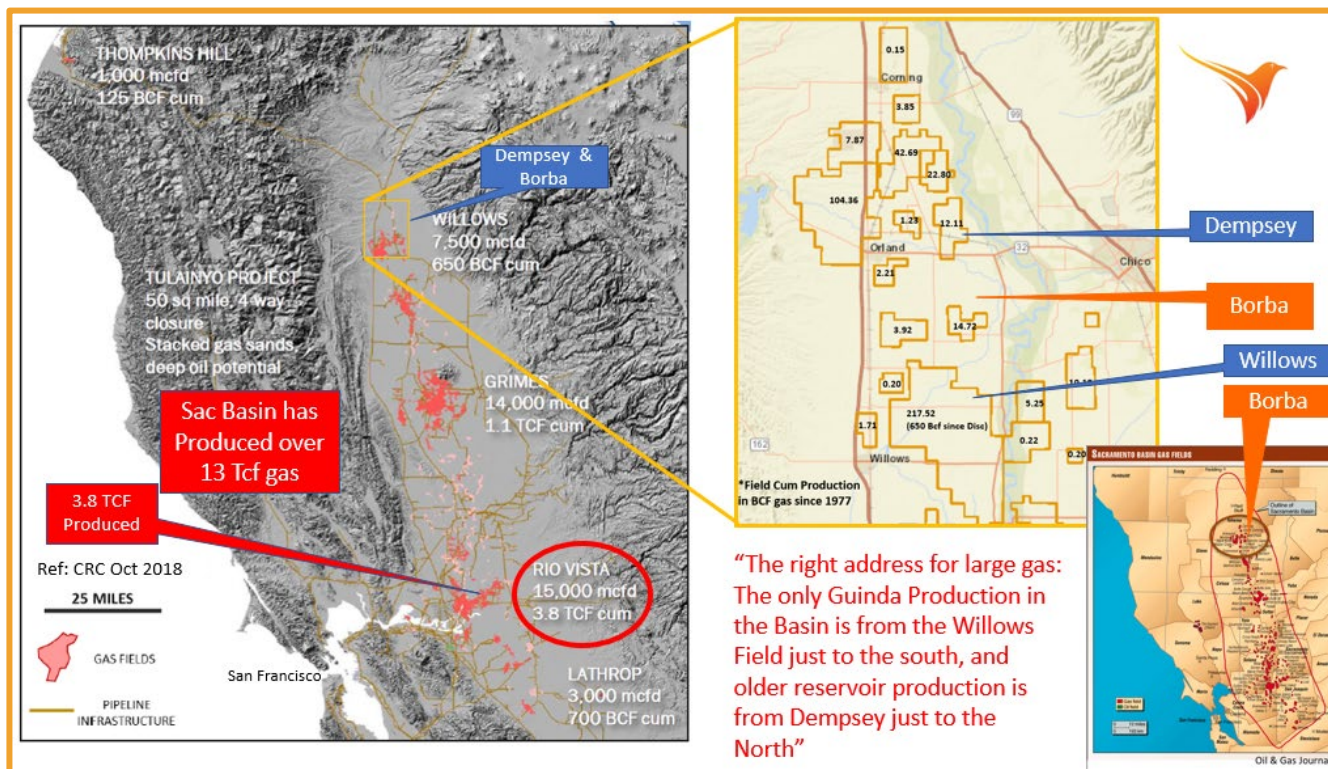 THOMPKINS HILL
1,000 mcfd
125 BCF cum
Dempsey &
Borba
WILLOWS
7,500 mcfd
650 BCF cum
TULAINYO PROJECT
50 sq mile, 4 way
closure
Stacked gas sands,
deep oil potential
GRIMES
14,000 mcfd
1.1 TCF cum
Sac Basin has
Produced over
13 Tcf gas
3.8 TCF
Produced
Ref: CRC Oct 2018
25 MILES
GAS FIELDS
PIPELINE
INFRASTRUCTURE
San Francisco
RIO VISTA
15,000 mcfd
3.8 TCF cum
LATHROP
3,000 mcfd
700 BCF cum
0.15
Corning
3.85
99
7.87
42.69
22.80
104.36
1.23
12.11
Orland
32
Chico
2.21
3.92
14.72
0.20
5.25
217.52
(650 Bcf since Disc)
1.71
0.22
162
Willows
0.20
*Field Cum Production
in BCF gas since 1977
Dempsey
Borba
Willows
Borba
“The right address for large gas:
The only Guinda Production in
the Basin is from the Willows
Field just to the south, and
older reservoir production is
from Dempsey just to the
North”
SACRAMENTO BASIN GAS FIELDS
Outline of
Sacramento Basin
Oil & Gas Journa